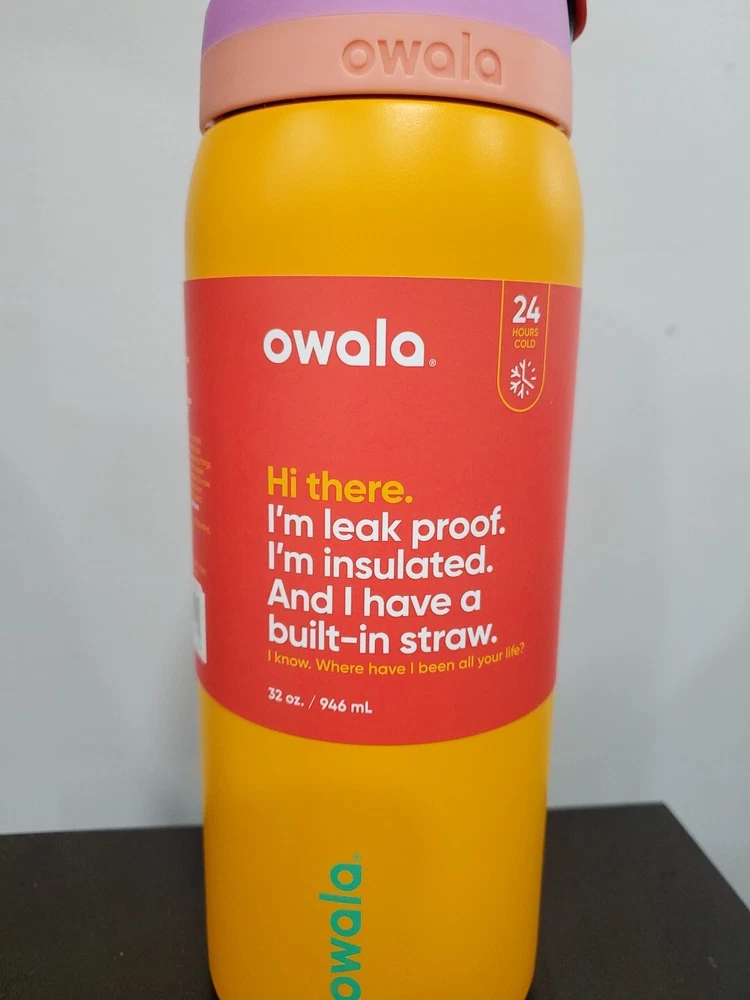 owala
owala®
24
HOURS
COLD
Hi there.
I'm leak proof.
I'm insulated.
And I have a
built-in straw.
I know. Where have I been all your life?
32 oz. / 946 mL
owala®